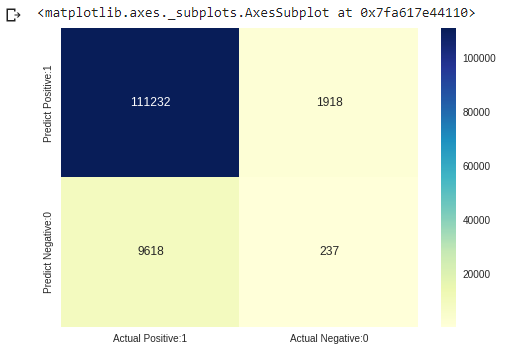 <matplotlib.axes._subplots.AxesSubplot at 0x7fa617e44110>
Predict Positive:1
111232
1918
Predict Negative:0
9618
237
Actual Positive:1
Actual Negative:0
100000
80000
60000
40000
20000